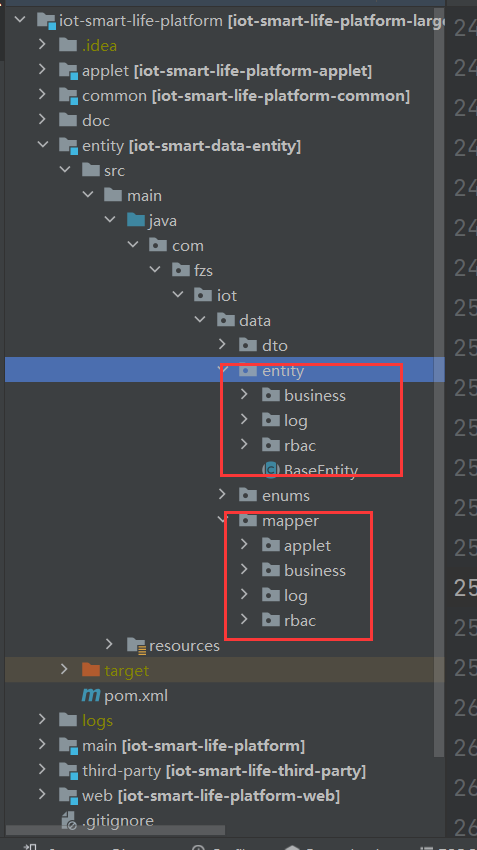 iot-smart-life-platform [iot-smart-life-platform-large
.idea
applet [iot-smart-life-platform-applet]
common [iot-smart-life-platform-common]
doc
entity [iot-smart-data-entity]
src
main
java
com
fzs
iot
data
dto
entity
business
log
rbac
BaseEntity
enums
mapper
applet
business
log
rbac
resources
target
pom.xml
logs
main [iot-smart-life-platform]
third-party [iot-smart-life-third-party]
web [iot-smart-life-platform-web]
.gitignore